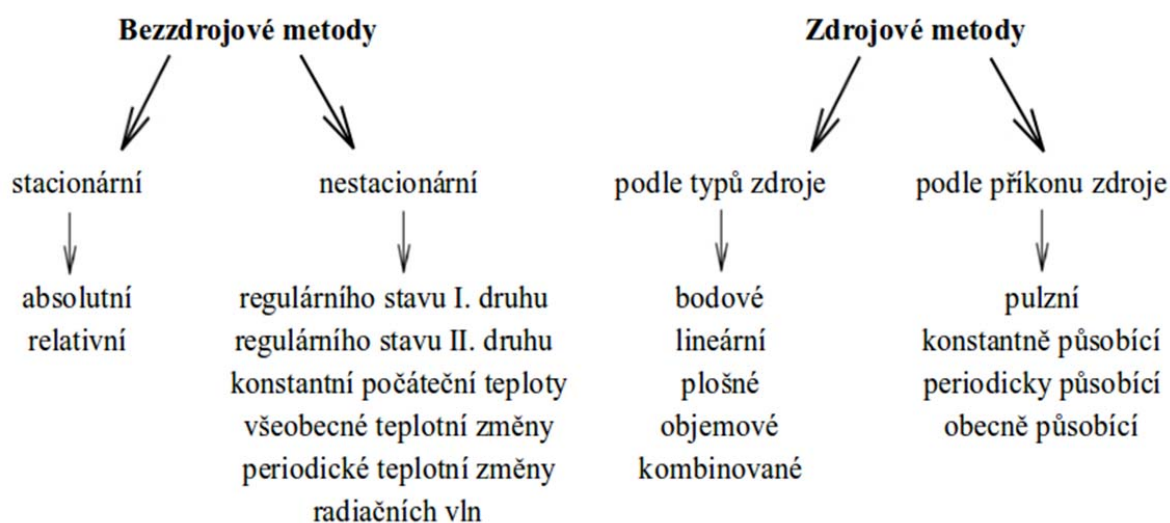 Bezzdrojové metody
stacionární
absolutní
relativní
nestacionární
regulárního stavu I. druhu
regulárního stavu II. druhu
konstantní počáteční teploty
všeobecné teplotní změny
periodické teplotní změny
radiačních vln
Zdrojové metody
podle typů zdroje
bodové
lineární
plošné
objemové
kombinované
podle příkonu zdroje
pulzní
konstantně působící
periodicky působící
obecně působící